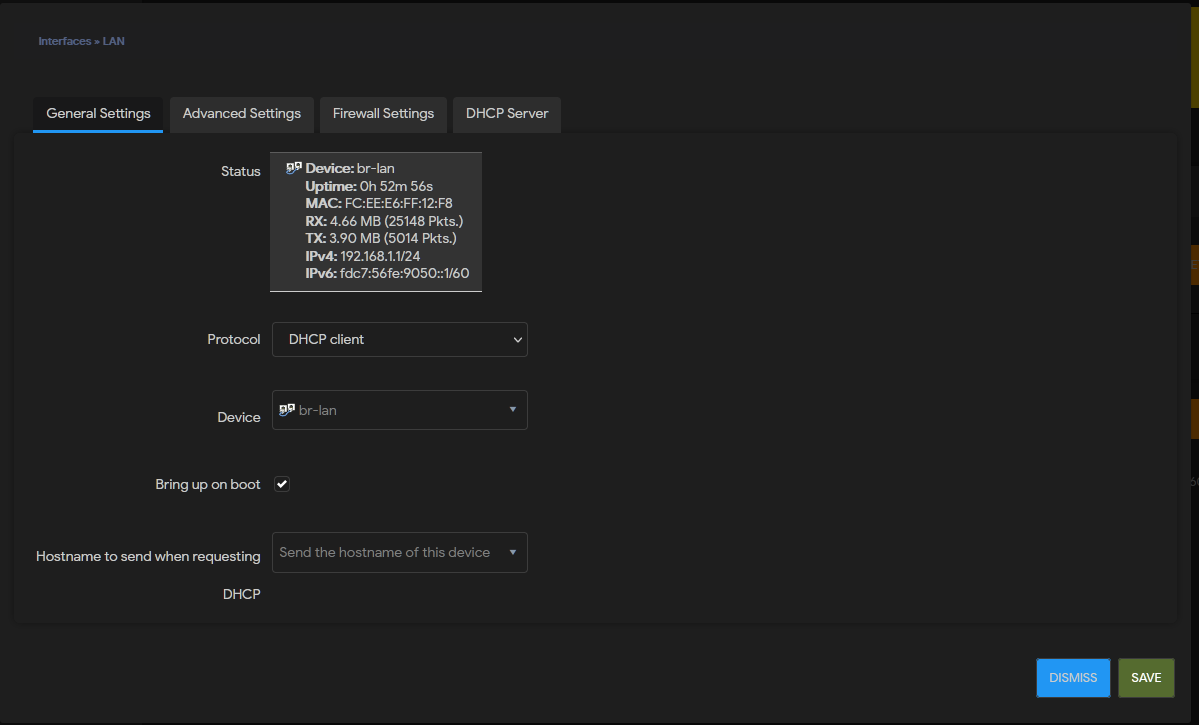 Interfaces » LAN
General Settings
Advanced Settings
Firewall Settings
DHCP Server
Status
Device: br-lan
Uptime: 0h 52m 56s
MAC: FC:EE:E6:FF:12:F8
RX: 4.66 MB (25148 Pkts.)
TX: 3.90 MB (5014 Pkts.)
IPv4: 192.168.1.1/24
IPv6: fdc7:56fe:9050::1/60
Protocol
DHCP client
Device
br-lan
Bring up on boot
Hostname to send when requesting
DHCP
Send the hostname of this device
DISMISS
SAVE